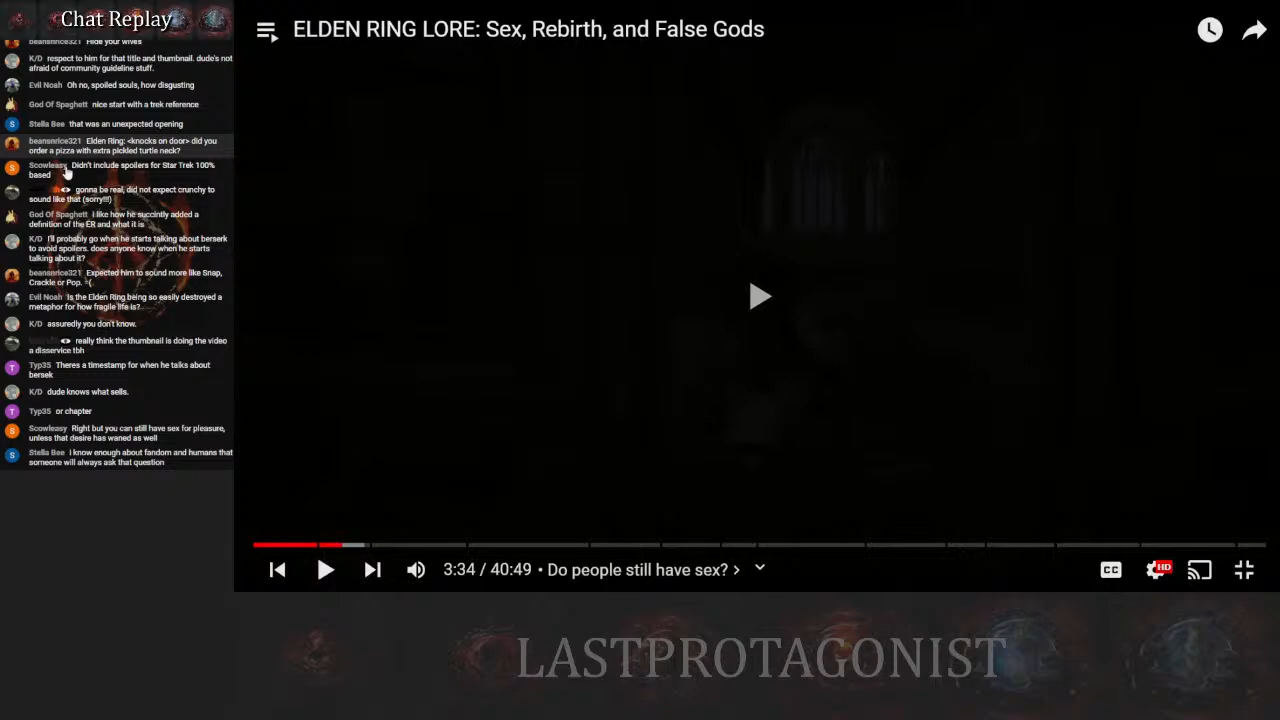 Chat Replay
beansnrice321 Hide your wives
K/D respect to him for that title and thumbnail. dude's not
afraid of community guideline stuff.
Evil Noah Oh no, spoiled souls, how disgusting
God Of Spaghett nice start with a trek reference
Stella Bee that was an unexpected opening
beansnrice321 Elden Ring: <knocks on door> did you
order a pizza with extra pickled turtle neck?
Scowleasy Didn't include spoilers for Star Trek 100%
based
gonna be real, did not expect crunchy to
sound like that (sorry!!!)
God Of Spaghett I like how he succintly added a
definition of the ER and what it is
K/D I'll probably go when he starts talking about berserk
to avoid spoilers. does anyone know when he starts
talking about it?
beansnrice321 Expected him to sound more like Snap,
Crackle or Pop. =(
Evil Noah Is the Elden Ring being so easily destroyed a
metaphor for how fragile life is?
K/D assuredly you don't know.
really think the thumbnail is doing the video
a disservice tbh
Typ35 Theres a timestamp for when he talks about
bersek
K/D dude knows what sells.
Typ35 or chapter
Scowleasy Right but you can still have sex for pleasure,
unless that desire has waned as well
Stella Bee I know enough about fandom and humans that
someone will always ask that question
ELDEN RING LORE: Sex, Rebirth, and False Gods
3:34 / 40:49 • Do people still have sex? >
CC
HD
LASTPROTAGONIST